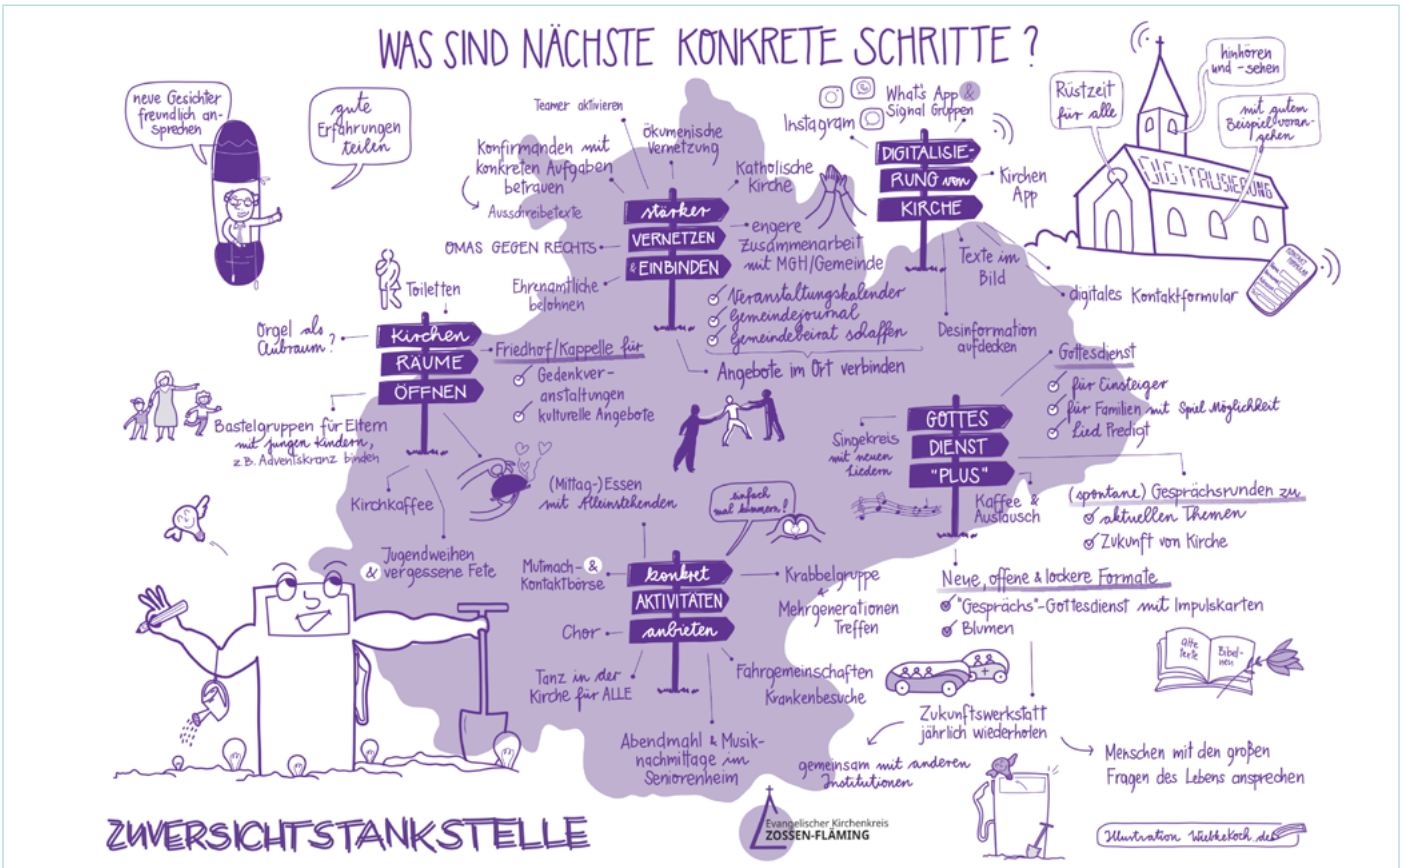 WAS SIND NÄCHSTE KONKRETE SCHRITTE?
neue Gesichter
freundlich an-
sprechen
gute
Erfahrungen
teilen
Teamer aktivieren
Konfirmanden mit
konkreten Aufgaben
betrauen
Ausschreibetexte
OMAS GEGEN RECHTS
Ehrenamtliche
belohnen
ökumenische
Vernetzung
Katholische
Kirche
stärker
VERNETZEN
& EINBINDEN
engere
Zusammenarbeit
mit MGH/Gemeinde
Veranstaltungskalender
Gemeindejournal
Gemeindebeirat schaffen
Angebote im Ort verbinden
Instagram
What's App &
Signal Gruppen
DIGITALISIE-
RUNG von
KIRCHE
Kirchen
App
Texte im
Bild
digitales Kontaktformular
Desinformation
aufdecken
Rüstzeit
für alle
hinhören
und -sehen
mit gutem
Beispiel voran-
gehen
DIGITALISIERUNG
KONTAKT
FORMULAR
Toiletten
Orgel als
Kirchen
RÄUME
ÖFFNEN
Friedhof/Kappelle für
Gedenkver-
anstaltungen
kulturelle Angebote
Bastelgruppen für Eltern
mit jungen Kindern,
z.B. Adventskranz binden
Kirchkaffee
Jugendweihen
& vergessene Fete
Gottesdienst
für Einsteiger
für Familien mit Spiel Möglichkeit
Lied Predigt
GOTTES
DIENST
"PLUS"
Singekreis
mit neuen
Liedern
Kaffee &
Austausch
(spontane) Gesprächsrunden zu
aktuellen Themen
Zukunft von Kirche
Neue, offene & lockere Formate
"Gesprächs"-Gottesdienst mit Impulskarten
Blumen
(Mittag-)Essen
mit Alleinstehenden
einfach
mal kümmern!
Mutmach- &
Kontaktbörse
konkret
AKTIVITÄTEN
anbieten
Krabbelgruppe
&
Mehrgenerationen
Treffen
Chor
Tanz in der
Kirche für ALLE
Fahrgemeinschaften
Krankenbesuche
Abendmahl & Musik-
nachmittage im
Seniorenheim
Zukunftswerkstatt
jährlich wiederholen
gemeinsam mit anderen
Institutionen
Menschen mit den großen
Fragen des Lebens ansprechen
Alte
Texte
Bibel-
ZUVERSICHTSTANKSTELLE
Evangelischer Kirchenkreis
ZOSSEN-FLÄMING
Illustration WiebkeKoch.de